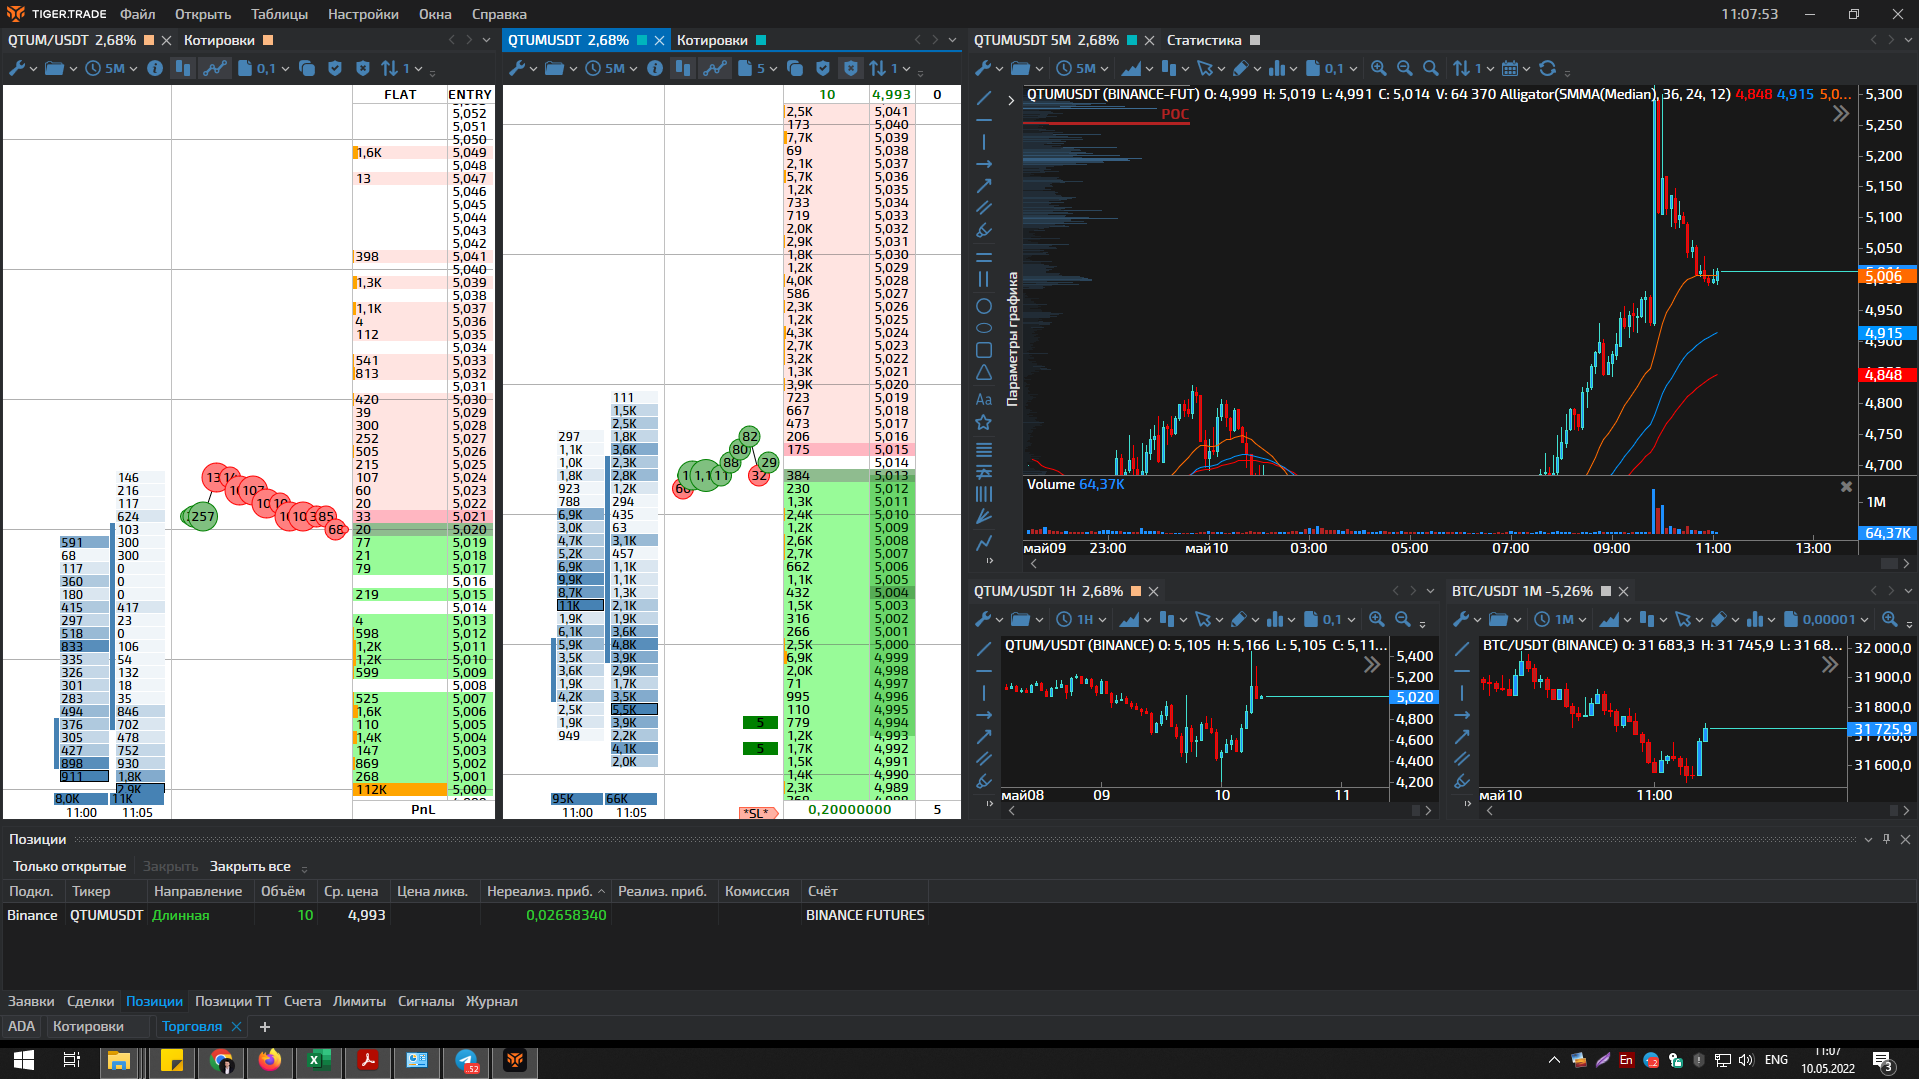 TIGER.TRADE Файл Открыть Таблицы Настройки Окна Справка 11:07:53
QTUM/USDT 2,68% Котировки
5M 0,1 1
FLAT ENTRY
5,052
5,051
5,050
1,6K 5,049
5,048
13 5,047
5,046
5,045
5,044
5,043
5,042
398 5,041
5,040
1,3K 5,039
5,038
1,1K 5,037
4 5,036
112 5,035
5,034
541 5,033
813 5,032
5,031
420 5,030
39 5,029
300 5,028
252 5,027
505 5,026
215 5,025
107 5,024
60 5,023
20 5,022
33 5,021
20 5,020
77 5,019
21 5,018
79 5,017
5,016
219 5,015
5,014
4 5,013
598 5,012
1,2K 5,011
1,2K 5,010
599 5,009
5,008
525 5,007
1,6K 5,006
110 5,005
1,4K 5,004
147 5,003
869 5,002
268 5,001
112K 5,000
PnL
146
216
117
624
103
591 300
68 300
117 0
360 0
180 0
415 417
297 23
518 0
833 106
335 54
326 132
301 18
283 35
494 846
376 702
305 478
427 752
898 930
911 1,8K
2,9K
8,0K 11K
11:00 11:05
257
68
QTUMUSDT 2,68% Котировки
5M 5 1
10 4,993 0
2,5K 5,041
173 5,040
7,7K 5,039
69 5,038
2,1K 5,037
5,7K 5,036
1,2K 5,035
733 5,034
719 5,033
2,0K 5,032
2,9K 5,031
1,8K 5,030
1,2K 5,029
4,0K 5,028
586 5,027
2,3K 5,026
1,2K 5,025
4,3K 5,024
2,7K 5,023
3,2K 5,022
1,3K 5,021
3,9K 5,020
723 5,019
667 5,018
473 5,017
206 5,016
175 5,015
5,014
384 5,013
230 5,012
1,3K 5,011
2,4K 5,010
1,2K 5,009
2,6K 5,008
2,7K 5,007
662 5,006
1,1K 5,005
432 5,004
1,5K 5,003
316 5,002
266 5,001
2,5K 5,000
6,9K 4,999
2,0K 4,998
71 4,997
995 4,996
110 4,995
779 4,994
1,2K 4,993
1,7K 4,992
1,5K 4,991
1,4K 4,990
2,3K 4,989
0,20000000 5
111
1,5K
2,5K
297 1,8K
1,1K 3,6K
1,0K 2,3K
1,8K 2,8K
923 1,2K
788 294
6,9K 435
3,0K 63
4,7K 3,1K
5,2K 457
6,9K 1,1K
9,9K 1,1K
8,7K 1,3K
11K 2,1K
1,9K 1,9K
6,1K 3,6K
5,9K 4,8K
3,5K 3,9K
3,6K 2,9K
1,9K 1,7K
4,2K 3,5K
2,5K 5,5K
1,9K 3,9K
949 2,2K
4,1K
2,0K
95K 66K
11:00 11:05
82
80
88
29
32
5
5
*SL*
QTUMUSDT 5M 2,68% Статистика
5M 0,1 1
QTUMUSDT (BINANCE-FUT) O: 4,999 H: 5,019 L: 4,991 C: 5,014 V: 64 370 Alligator(SMMA(Median), 36, 24, 12) 4,848 4,915 5,0...
POC
Параметры графика
Aa
5,300
5,250
5,200
5,150
5,100
5,050
5,006
4,950
4,915
4,900
4,848
4,800
4,750
4,700
Volume 64,37K
1M
64,37K
май09 23:00 май10 03:00 05:00 07:00 09:00 11:00 13:00
QTUM/USDT 1H 2,68%
1H 0,1
QTUM/USDT (BINANCE) O: 5,105 H: 5,166 L: 5,105 C: 5,11...
5,400
5,200
5,020
4,800
4,600
4,400
4,200
май08 09 10 11
BTC/USDT 1M -5,26%
1M 0,00001
BTC/USDT (BINANCE) O: 31 683,3 H: 31 745,9 L: 31 68...
32 000,0
31 900,0
31 800,0
31 725,9
31 700,0
31 600,0
май10 11:00
Позиции
Только открытые Закрыть Закрыть все
Подкл. Тикер Направление Объём Ср. цена Цена ликв. Нереализ. приб. Реализ. приб. Комиссия Счёт
Binance QTUMUSDT Длинная 10 4,993 0,02658340 BINANCE FUTURES
Заявки Сделки Позиции Позиции ТТ Счета Лимиты Сигналы Журнал
ADA Котировки Торговля
ENG 11:07
10.05.2022
3